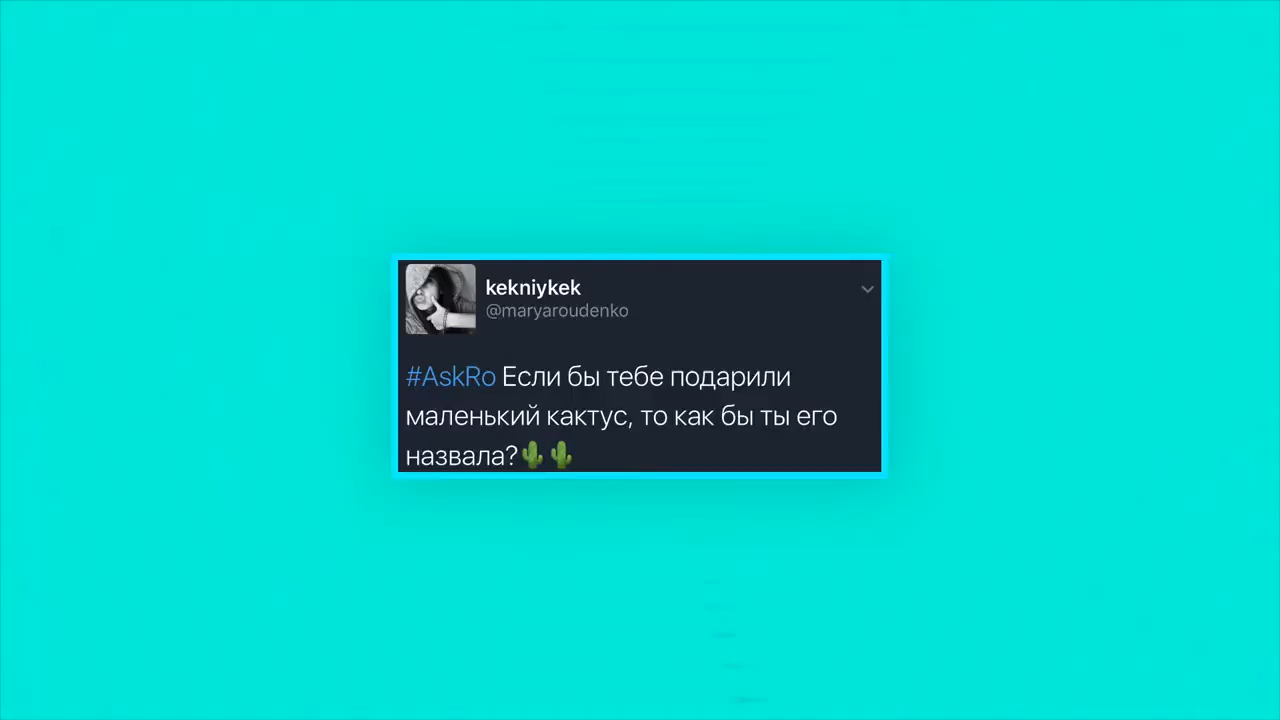 kekniykek
@maryaroudenko
#AskRo Если бы тебе подарили
маленький кактус, то как бы ты его
назвала?🌵🌵